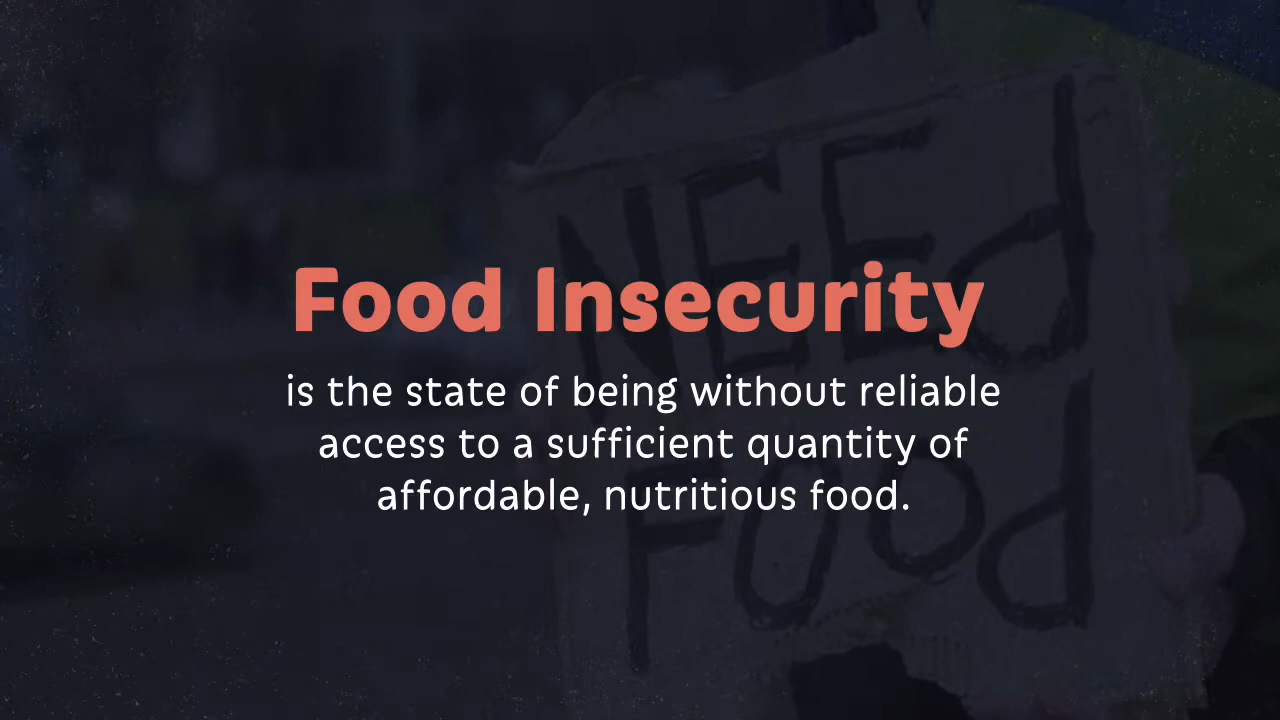 Food Insecurity
is the state of being without reliable
access to a sufficient quantity of
affordable, nutritious food.
NEEd
FOOd